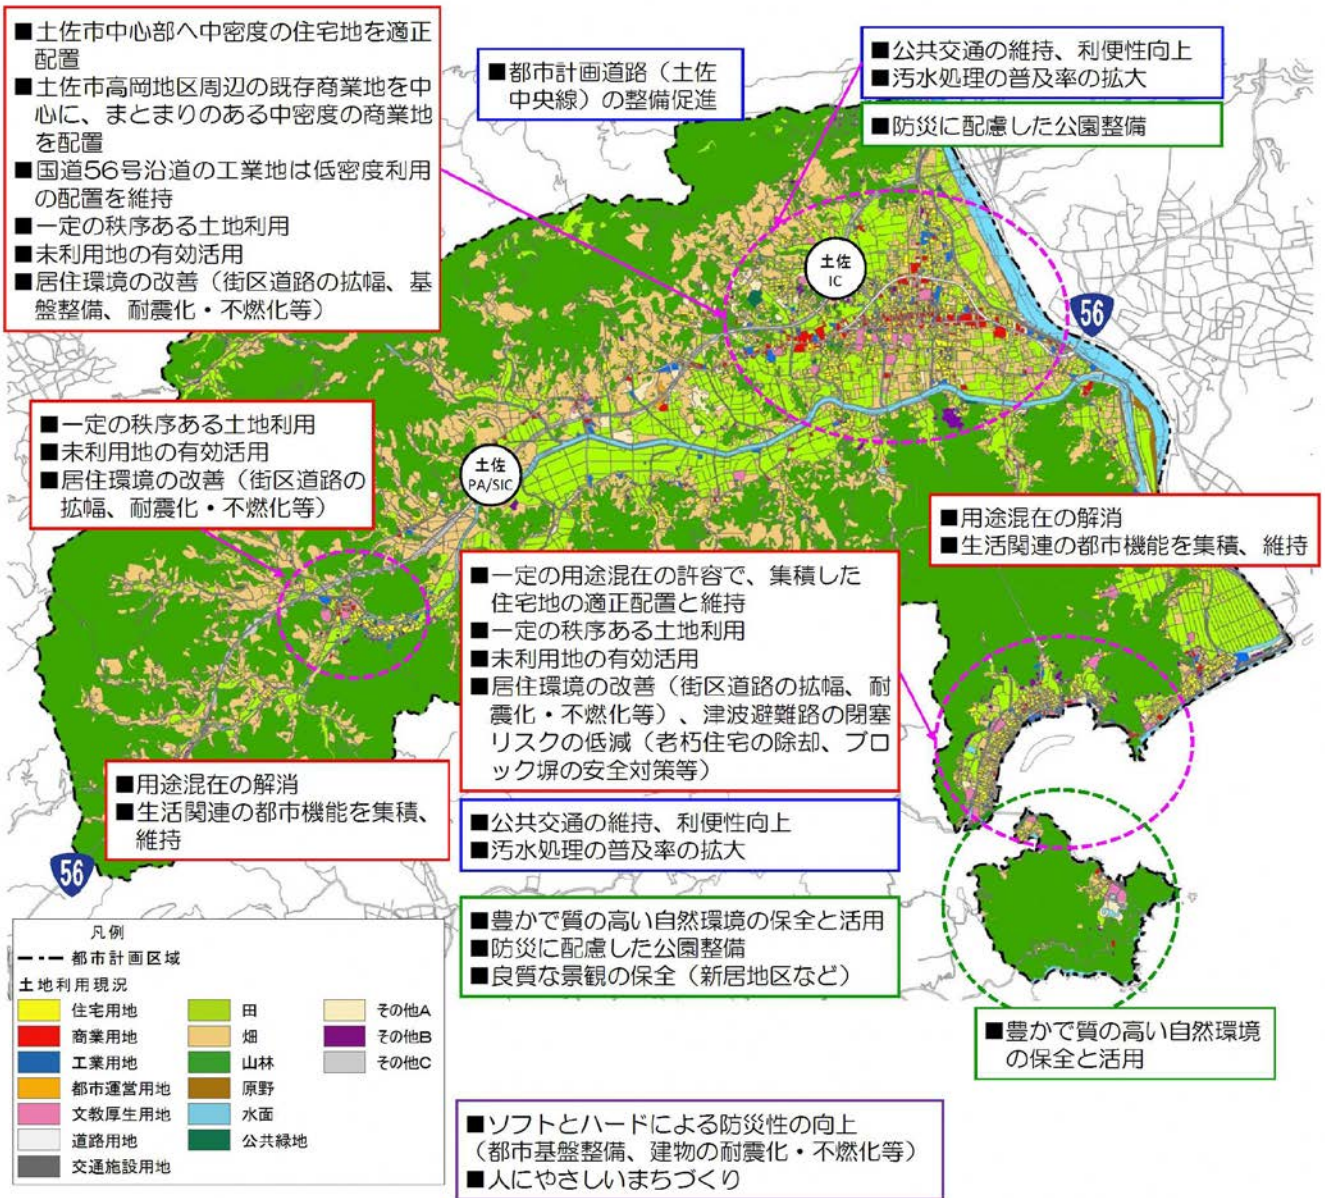 ■土佐市中心部へ中密度の住宅地を適正
配置
■土佐市高岡地区周辺の既存商業地を中
心に、まとまりのある中密度の商業地
を配置
■国道56号沿道の工業地は低密度利用
の配置を維持
■一定の秩序ある土地利用
■未利用地の有効活用
■居住環境の改善（街区道路の拡幅、基
盤整備、耐震化・不燃化等）
■都市計画道路（土佐
中央線）の整備促進
■公共交通の維持、利便性向上
■汚水処理の普及率の拡大
■防災に配慮した公園整備
土佐
IC
56
■一定の秩序ある土地利用
■未利用地の有効活用
■居住環境の改善（街区道路の
拡幅、耐震化・不燃化等）
土佐
PA/SIC
■用途混在の解消
■生活関連の都市機能を集積、維持
■一定の用途混在の許容で、集積した
住宅地の適正配置と維持
■一定の秩序ある土地利用
■未利用地の有効活用
■居住環境の改善（街区道路の拡幅、耐
震化・不燃化等）、津波避難路の閉塞
リスクの低減（老朽住宅の除却、ブロ
ック塀の安全対策等）
■用途混在の解消
■生活関連の都市機能を集積、
維持
56
■公共交通の維持、利便性向上
■汚水処理の普及率の拡大
■豊かで質の高い自然環境の保全と活用
■防災に配慮した公園整備
■良質な景観の保全（新居地区など）
■豊かで質の高い自然環境
の保全と活用
■ソフトとハードによる防災性の向上
（都市基盤整備、建物の耐震化・不燃化等）
■人にやさしいまちづくり
凡例
都市計画区域
土地利用現況
住宅用地
商業用地
工業用地
都市運営用地
文教厚生用地
道路用地
交通施設用地
田
畑
山林
原野
水面
公共緑地
その他A
その他B
その他C